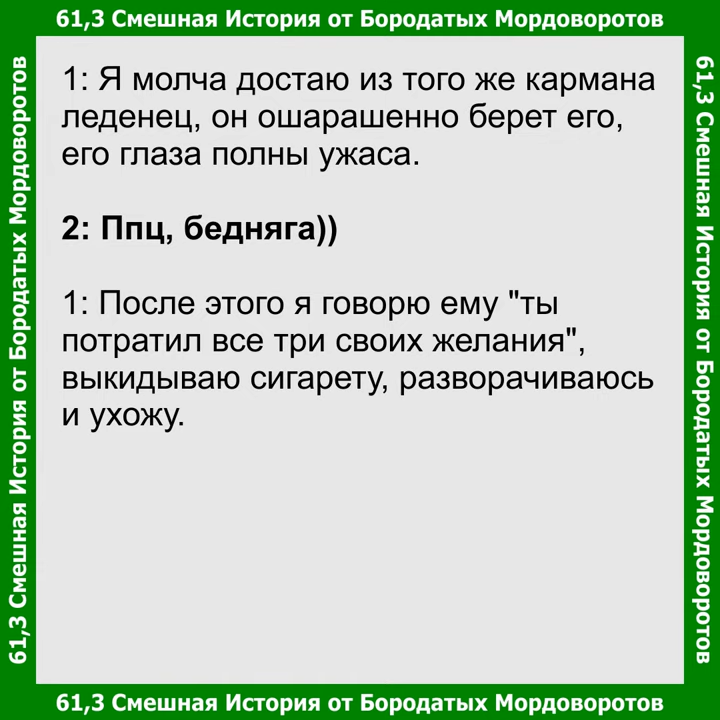 61,3 Смешная История от Бородатых Мордоворотов
61,3 Смешная История от Бородатых Мордоворотов
1: Я молча достаю из того же кармана
леденец, он ошарашенно берет его,
его глаза полны ужаса.
2: Ппц, бедняга))
1: После этого я говорю ему "ты
потратил все три своих желания",
выкидываю сигарету, разворачиваюсь
и ухожу.
61,3 Смешная История от Бородатых Мордоворотов
61,3 Смешная История от Бородатых Мордоворотов